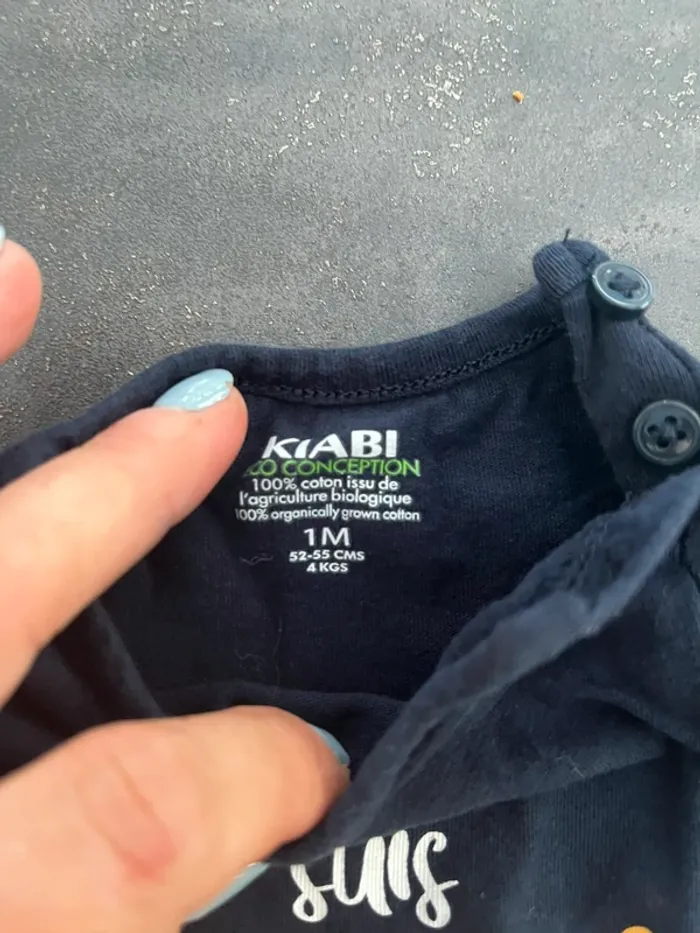 KIABI
CO CONCEPTION
100% coton issu de
l'agriculture biologique
100% organically grown cotton
1M
52-55 CMS
4 KGS
suis